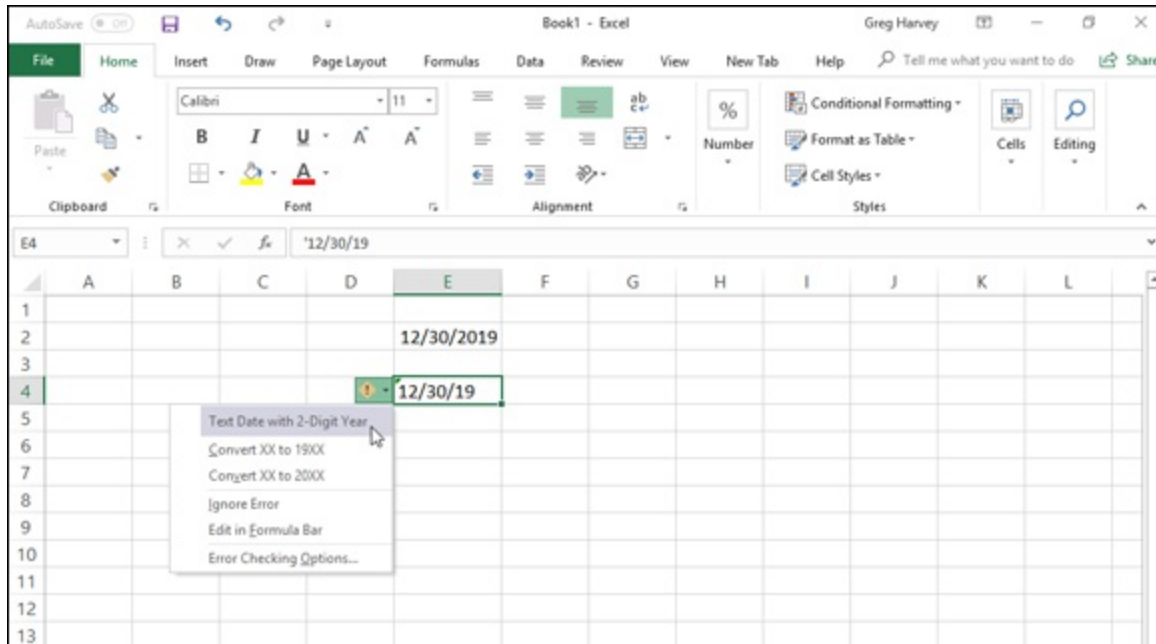 AutoSave Off Book1 - Excel Greg Harvey
File Home Insert Draw Page Layout Formulas Data Review View New Tab Help Tell me what you want to do Share
Calibri 11 ab
Paste B I U A A % Number Conditional Formatting
Format as Table
Cell Styles
Cells Editing
Clipboard Font Alignment Styles
E4 fx '12/30/19
A B C D E F G H I J K L
1
2 12/30/2019
3
4 12/30/19
5 Text Date with 2-Digit Year
6 Convert XX to 19XX
7 Convert XX to 20XX
8 Ignore Error
9 Edit in Formula Bar
10 Error Checking Options...
11
12
13